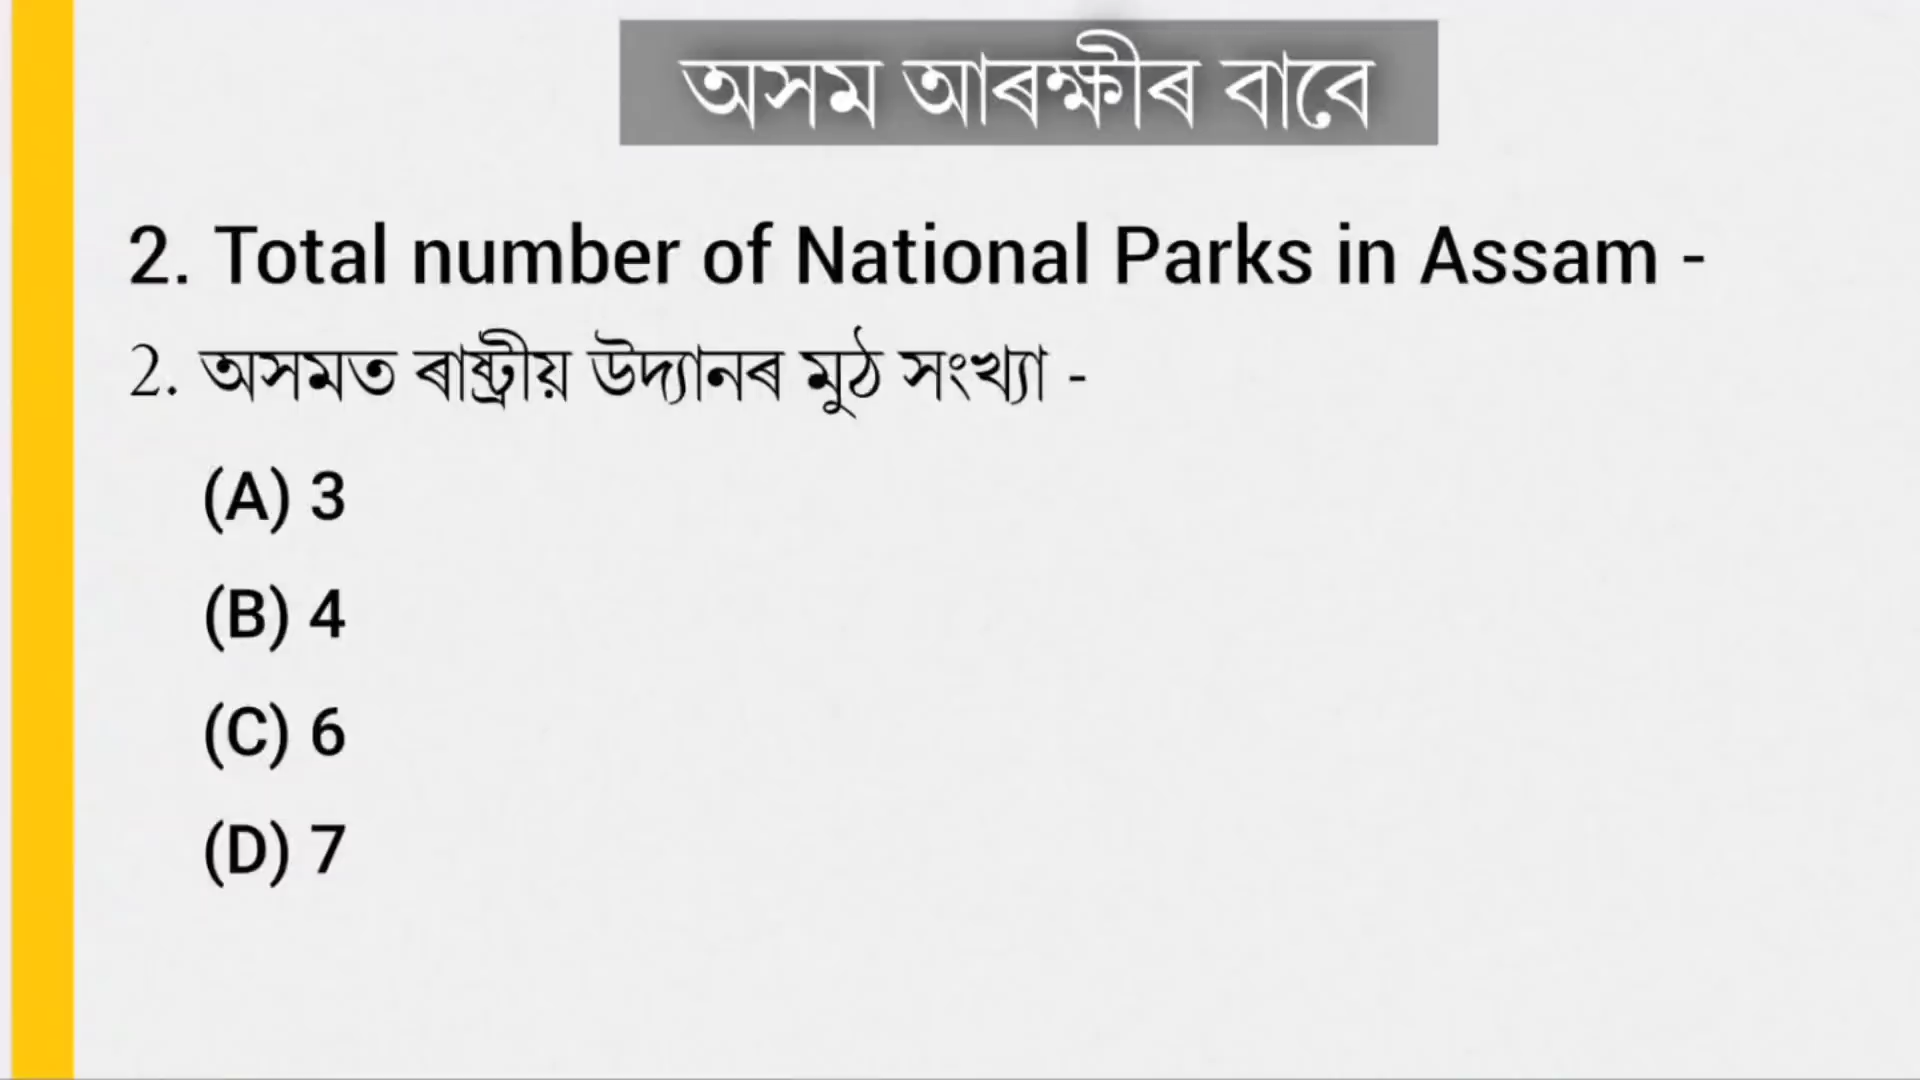 অসম আৰক্ষীৰ বাবে
2. Total number of National Parks in Assam -
2. অসমত ৰাষ্ট্ৰীয় উদ্যানৰ মুঠ সংখ্যা -
(A) 3
(B) 4
(C) 6
(D) 7